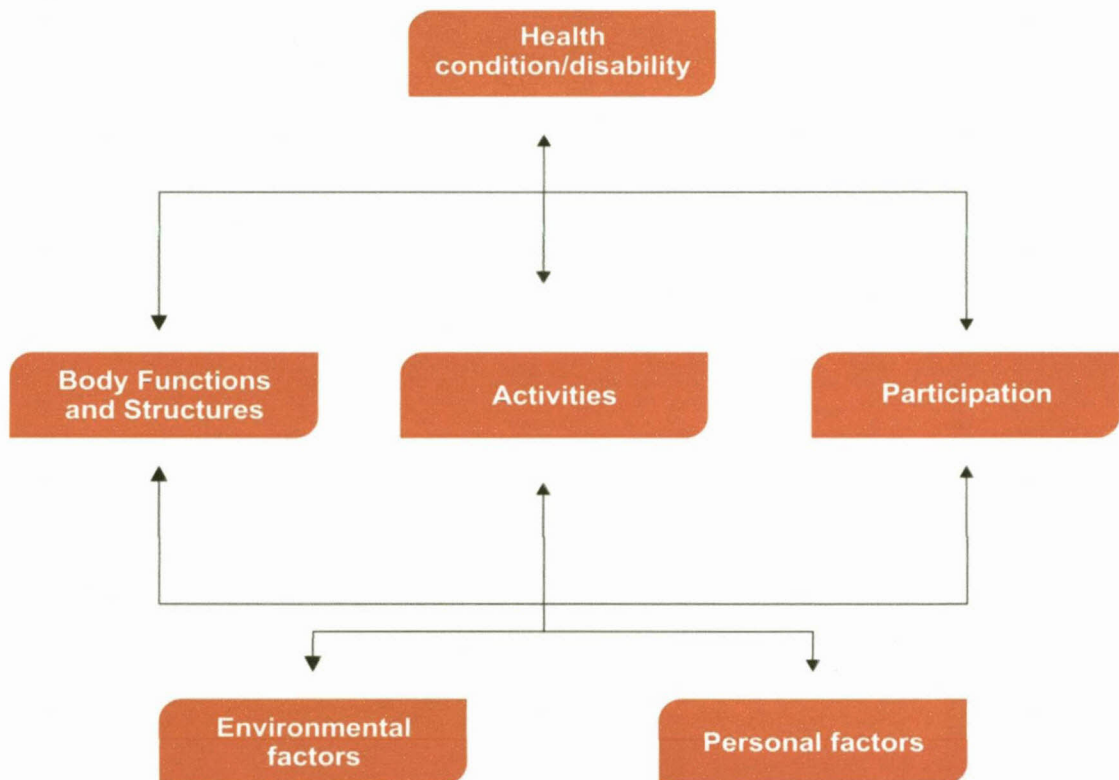 Health
condition/disability
Body Functions
and Structures
Activities
Participation
Environmental
factors
Personal factors